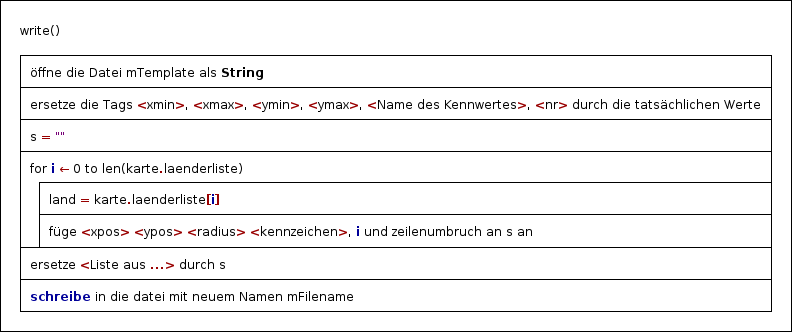 write()
öffne die Datei mTemplate als String
ersetze die Tags <xmin>, <xmax>, <ymin>, <ymax>, <Name des Kennwertes>, <nr> durch die tatsächlichen Werte
s = ""
for i ← 0 to len(karte.laenderliste)
land = karte.laenderliste[i]
füge <xpos> <ypos> <radius> <kennzeichen>, i und zeilenumbruch an s an
ersetze <Liste aus ...> durch s
schreibe in die datei mit neuem Namen mFilename